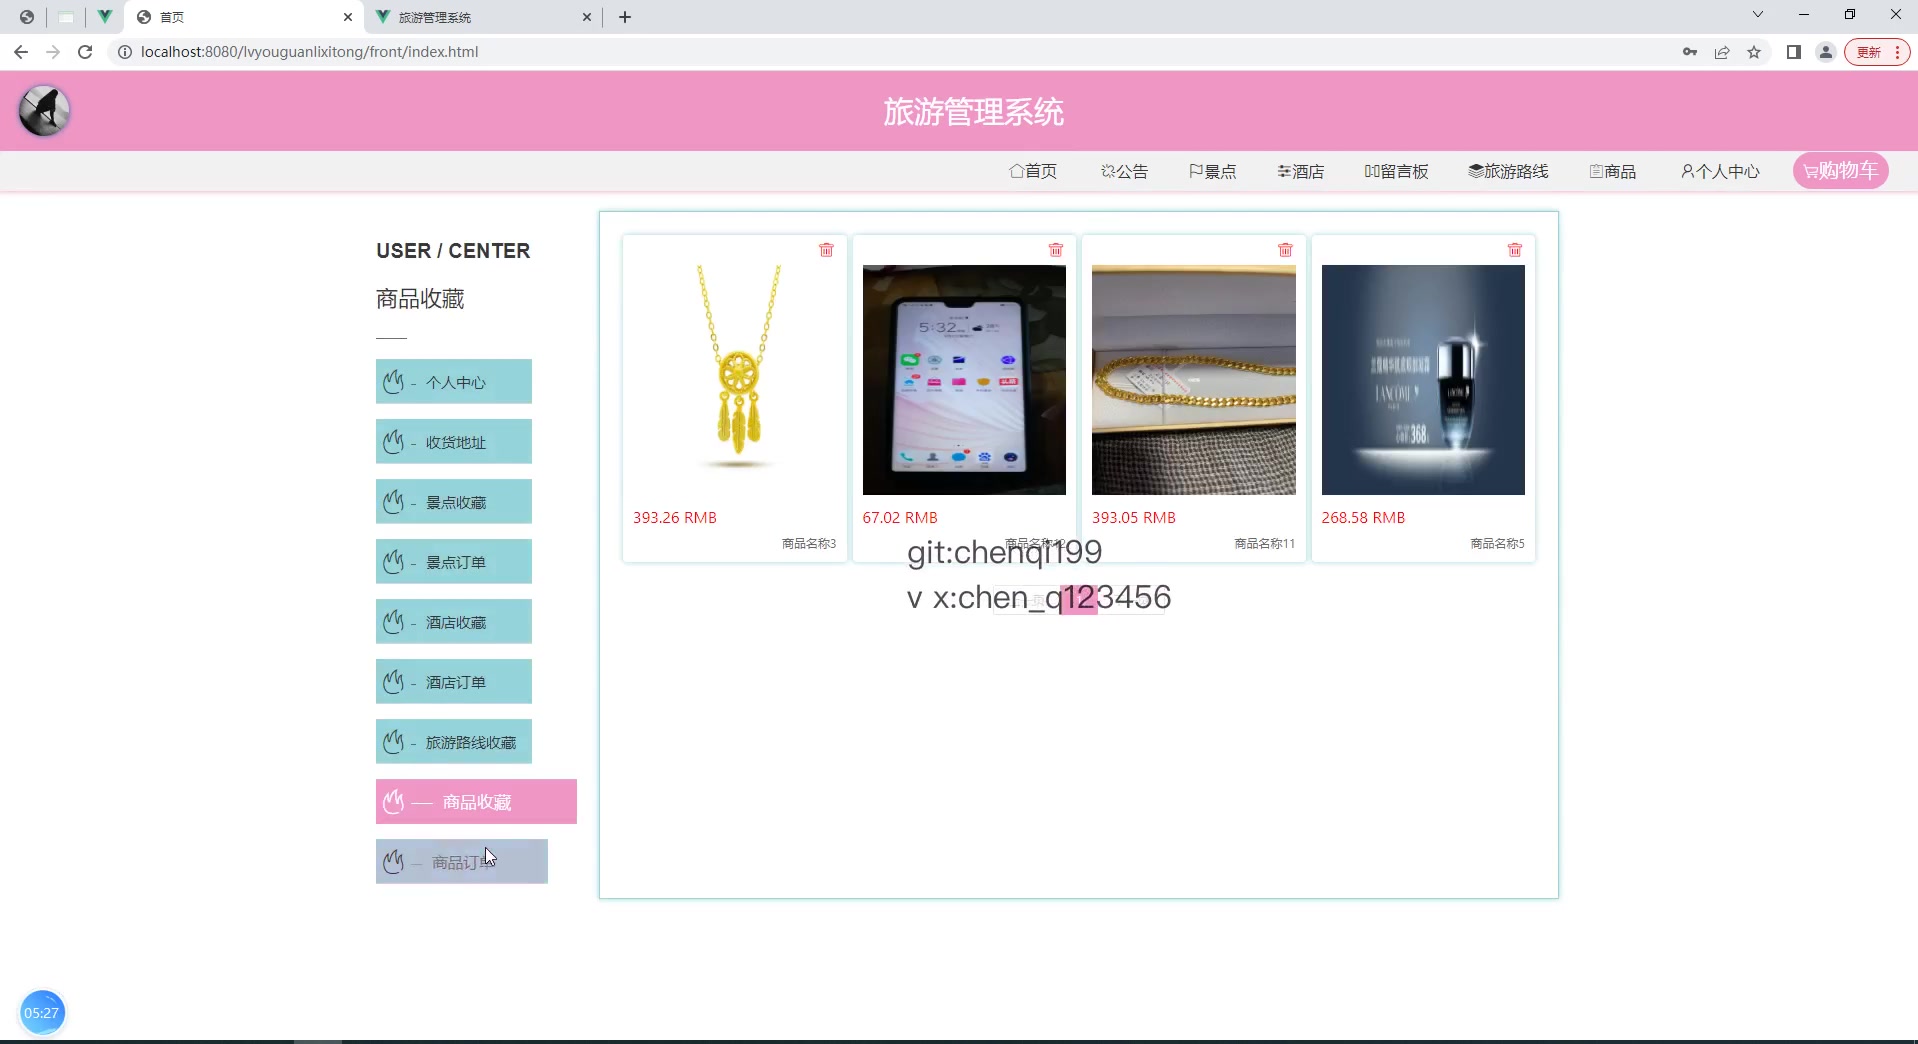 首页
旅游管理系统
localhost:8080/lvyouguanlixitong/front/index.html
更新
旅游管理系统
首页
公告
景点
酒店
留言板
旅游路线
商品
个人中心
购物车
USER / CENTER
商品收藏
- 个人中心
- 收货地址
- 景点收藏
- 景点订单
- 酒店收藏
- 酒店订单
- 旅游路线收藏
商品收藏
商品订单
5:32
LANCOME
368
393.26 RMB
商品名称3
67.02 RMB
393.05 RMB
商品名称11
268.58 RMB
商品名称5
git:chenqi199
v x:chen_q123456
05:27